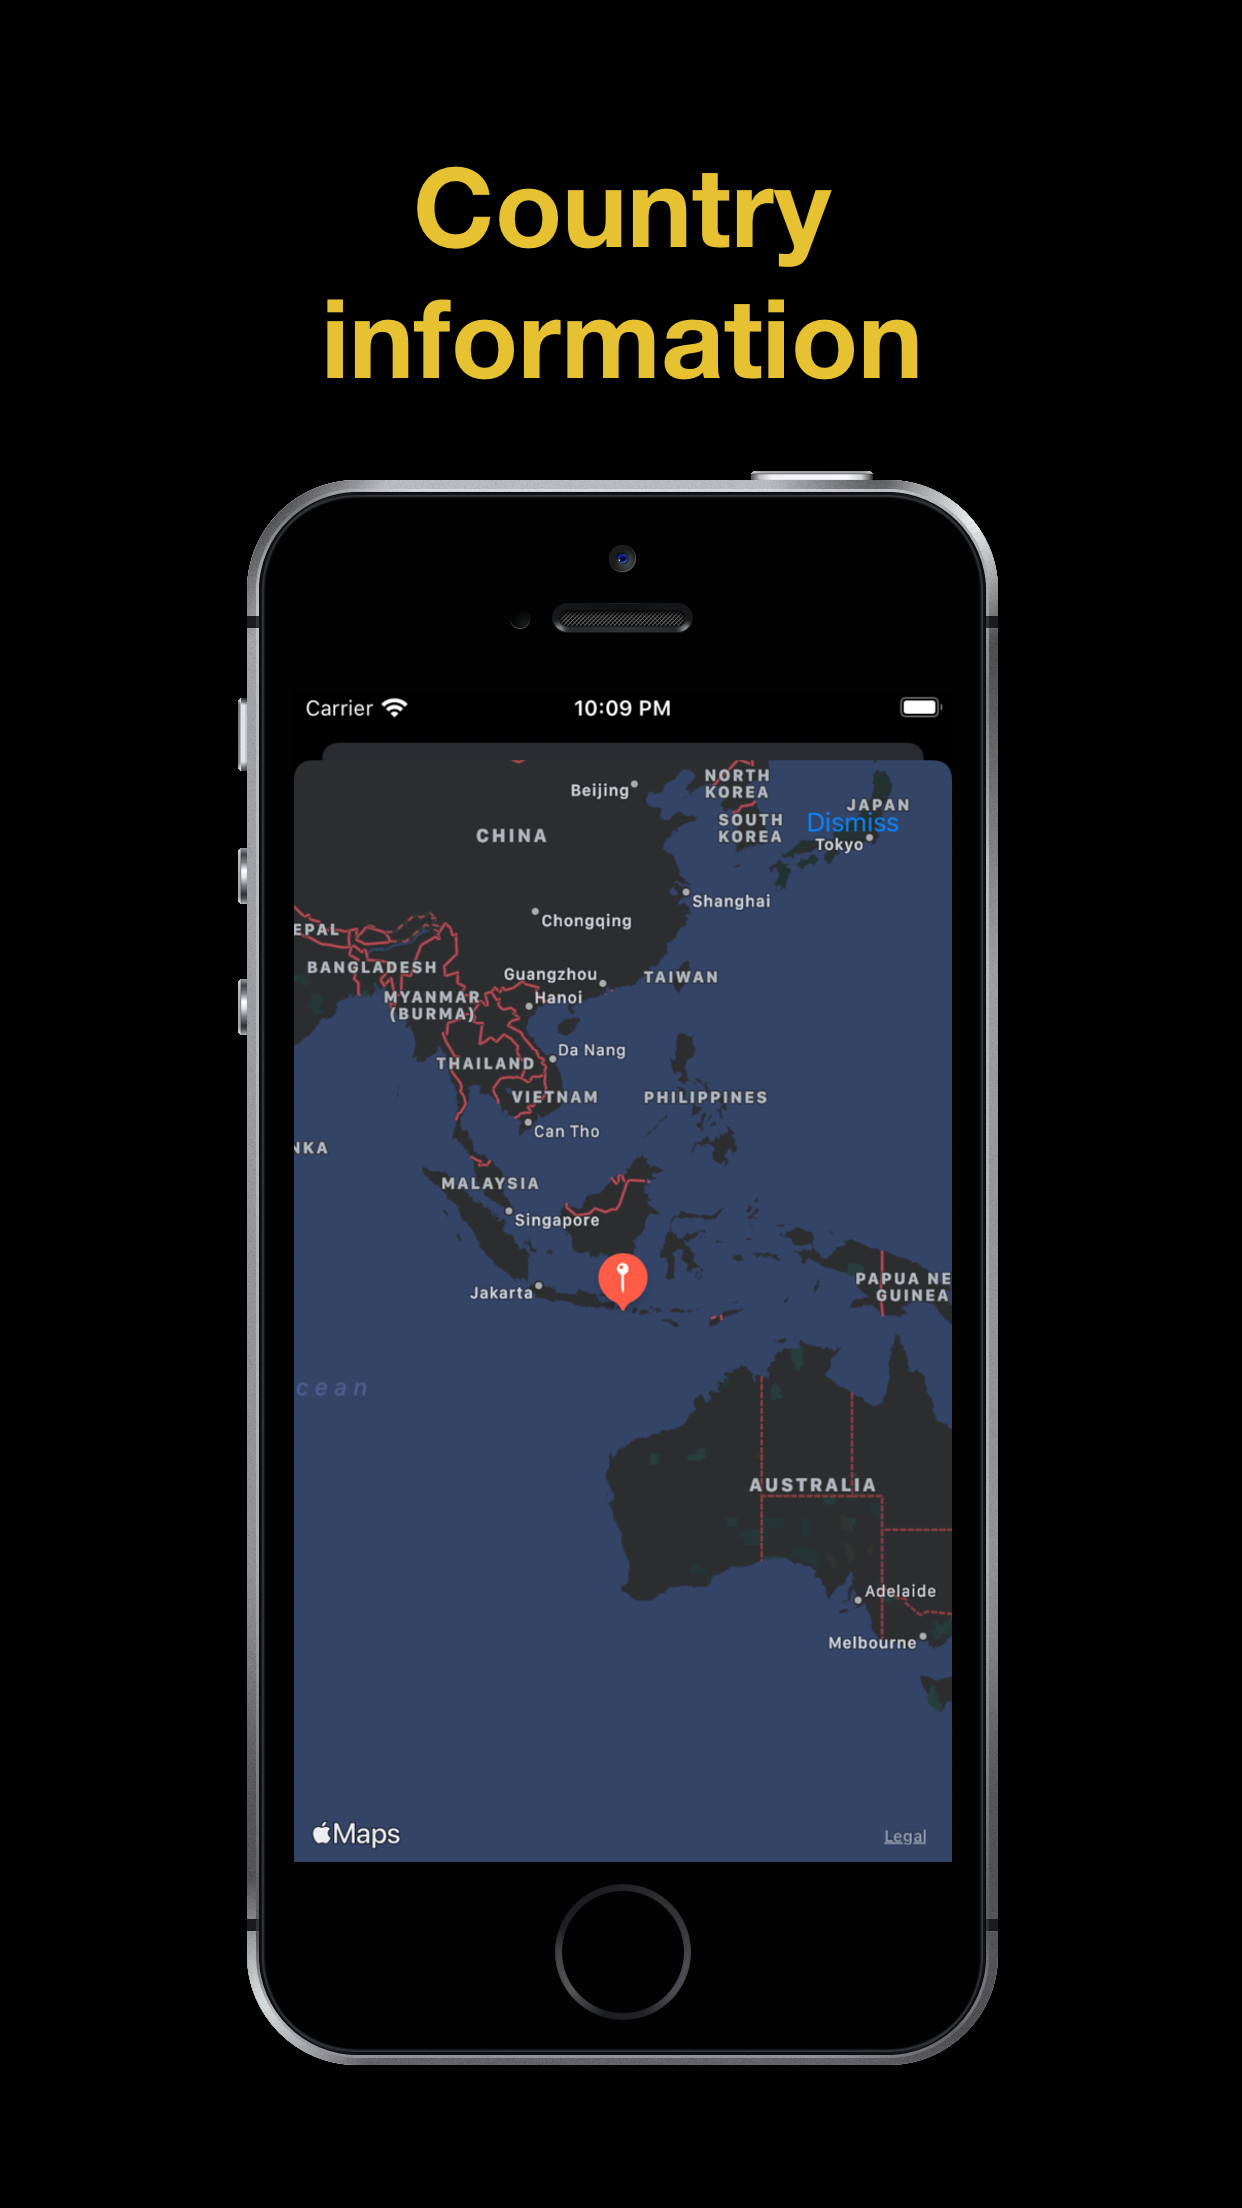 Country
information
Carrier
10:09 PM
Beijing
NORTH
KOREA
JAPAN
SOUTH
KOREA
Dismiss
CHINA
Tokyo
Shanghai
Chongqing
EPAL
BANGLADESH
Guangzhou
TAIWAN
MYANMAR
(BURMA)
Hanoi
Da Nang
THAILAND
VIETNAM
PHILIPPINES
Can Tho
NKA
MALAYSIA
Singapore
PAPUA NE
GUINEA
Jakarta
cean
AUSTRALIA
Adelaide
Melbourne
Maps
Legal